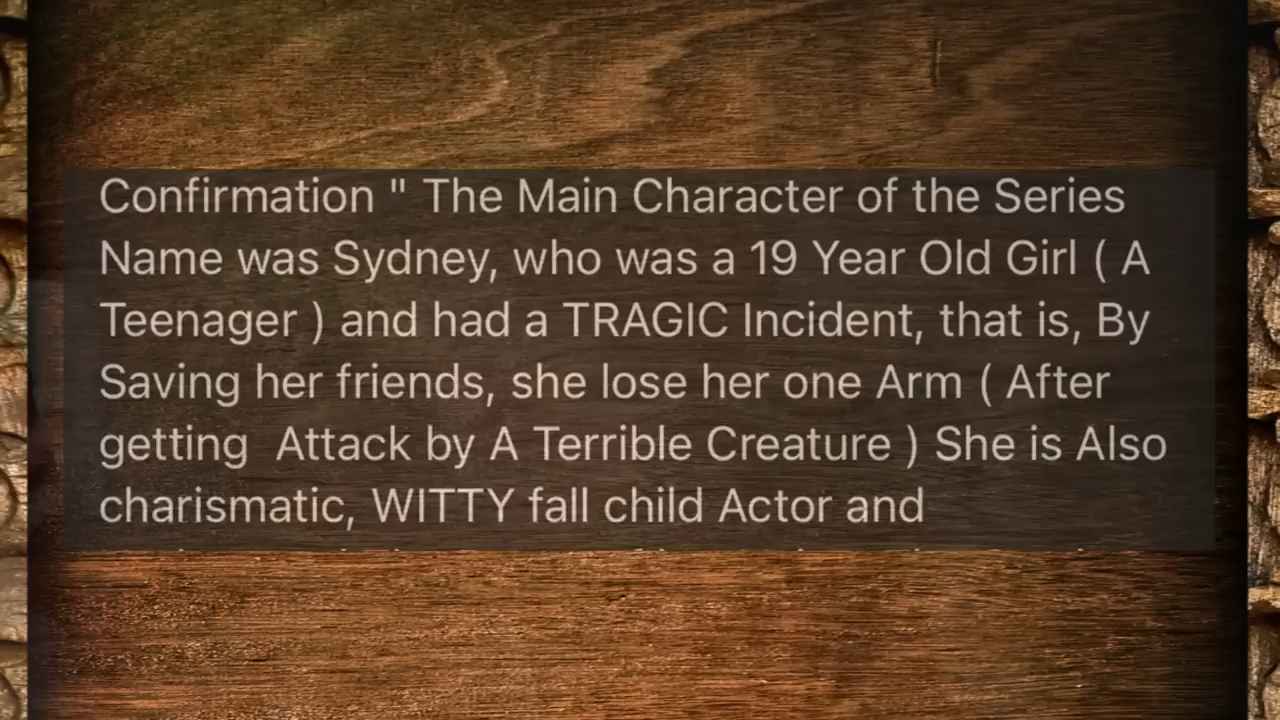 Confirmation " The Main Character of the Series
Name was Sydney, who was a 19 Year Old Girl ( A
Teenager ) and had a TRAGIC Incident, that is, By
Saving her friends, she lose her one Arm ( After
getting  Attack by A Terrible Creature ) She is Also
charismatic, WITTY fall child Actor and